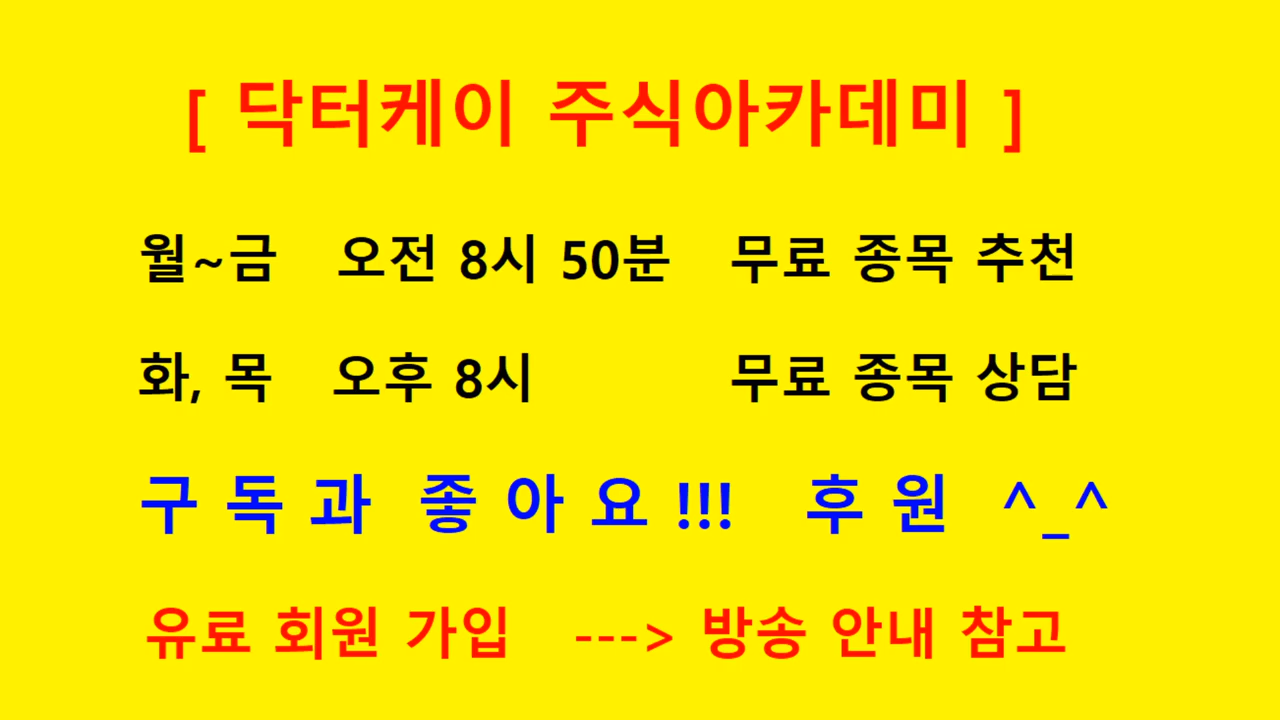 [ 닥터케이 주식아카데미 ]
월~금 오전 8시 50분 무료 종목 추천
화, 목 오후 8시 무료 종목 상담
구 독 과 좋 아 요 !!! 후 원 ^_^
유료 회원 가입 ---> 방송 안내 참고